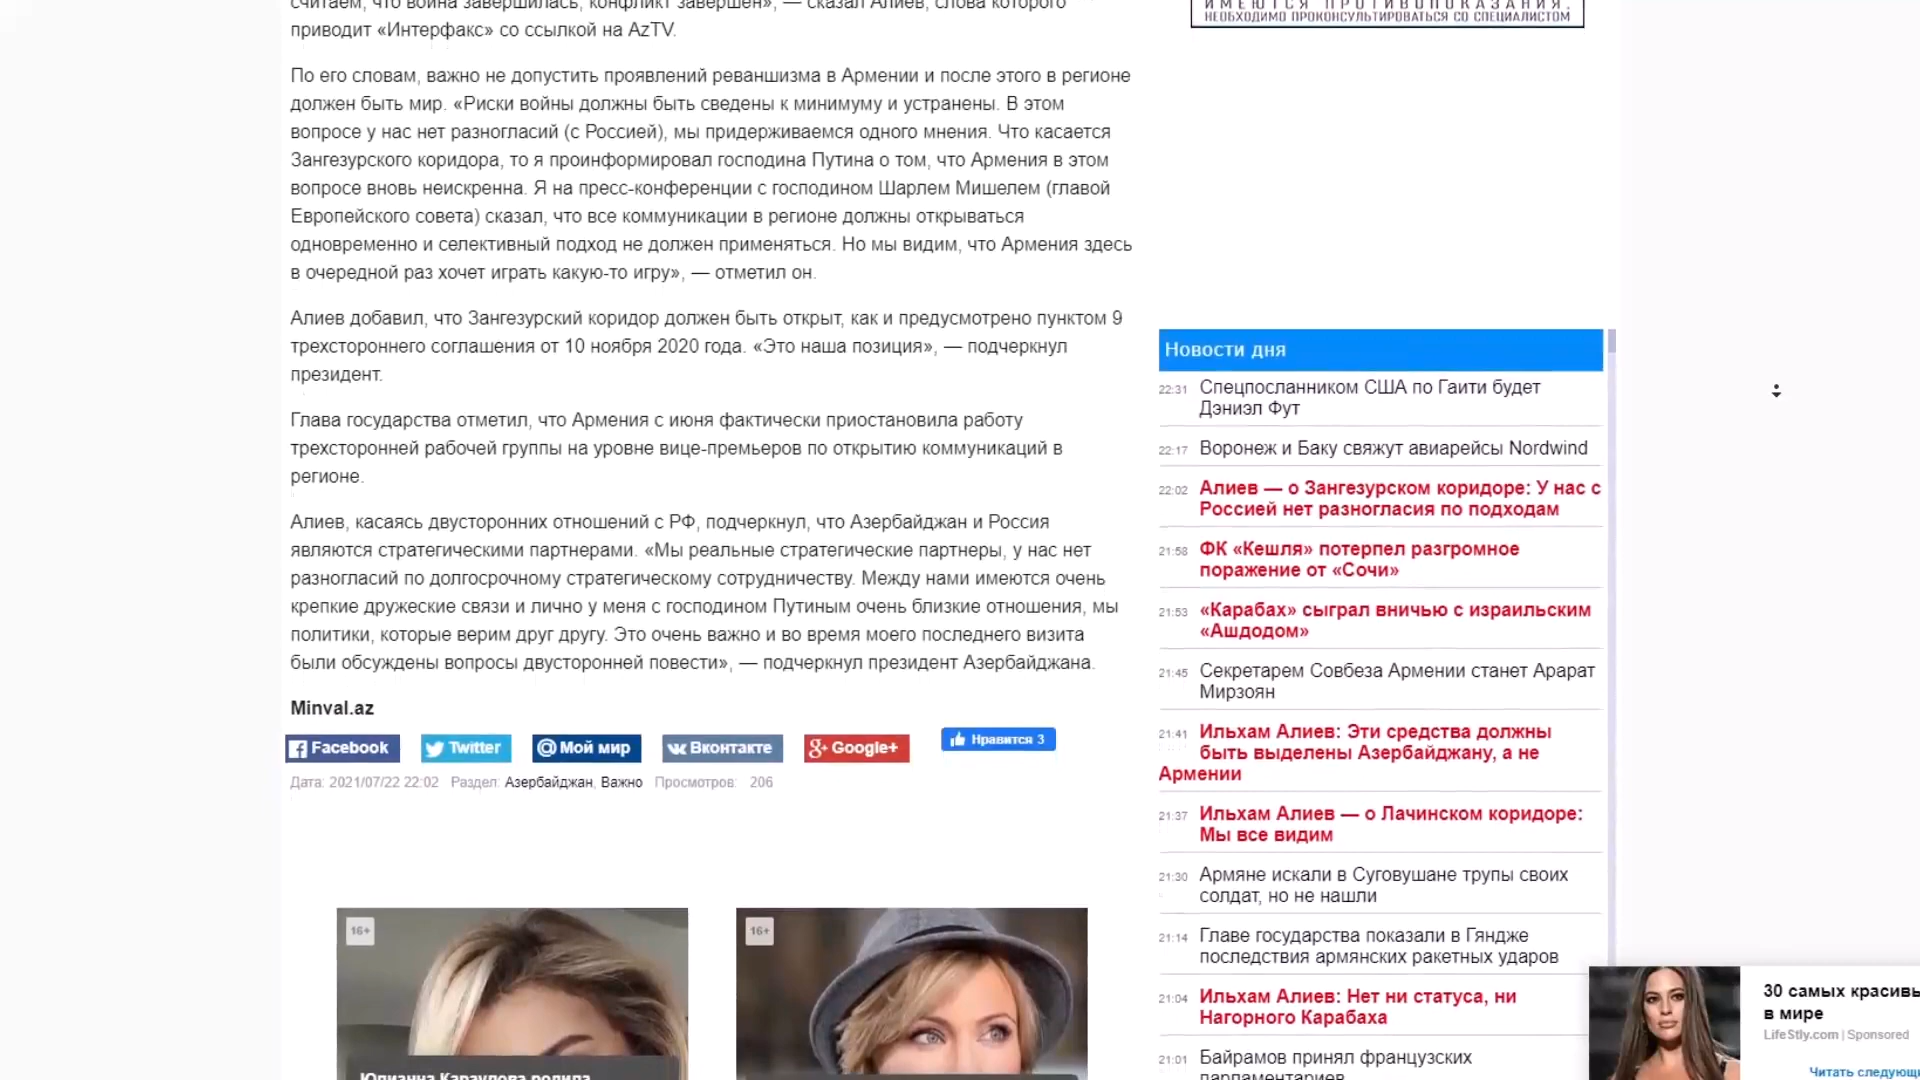 считаем, что война завершилась, конфликт завершен», — сказал Алиев, слова которого
приводит «Интерфакс» со ссылкой на AzTV.
По его словам, важно не допустить проявлений реваншизма в Армении и после этого в регионе
должен быть мир. «Риски войны должны быть сведены к минимуму и устранены. В этом
вопросе у нас нет разногласий (с Россией), мы придерживаемся одного мнения. Что касается
Зангезурского коридора, то я проинформировал господина Путина о том, что Армения в этом
вопросе вновь неискренна. Я на пресс-конференции с господином Шарлем Мишелем (главой
Европейского совета) сказал, что все коммуникации в регионе должны открываться
одновременно и селективный подход не должен применяться. Но мы видим, что Армения здесь
в очередной раз хочет играть какую-то игру», — отметил он.
Алиев добавил, что Зангезурский коридор должен быть открыт, как и предусмотрено пунктом 9
трехстороннего соглашения от 10 ноября 2020 года. «Это наша позиция», — подчеркнул
президент.
Глава государства отметил, что Армения с июня фактически приостановила работу
трехсторонней рабочей группы на уровне вице-премьеров по открытию коммуникаций в
регионе.
Алиев, касаясь двусторонних отношений с РФ, подчеркнул, что Азербайджан и Россия
являются стратегическими партнерами. «Мы реальные стратегические партнеры, у нас нет
разногласий по долгосрочному стратегическому сотрудничеству. Между нами имеются очень
крепкие дружеские связи и лично у меня с господином Путиным очень близкие отношения, мы
политики, которые верим друг другу. Это очень важно и во время моего последнего визита
были обсуждены вопросы двусторонней повести», — подчеркнул президент Азербайджана.
Minval.az
Facebook Twitter Мой мир Вконтакте Google+ Нравится 3
Дата: 2021/07/22 22:02 Раздел: Азербайджан, Важно Просмотров: 206
16+
Юлианна Караулова родила
16+
ИМЕЮТСЯ ПРОТИВОПОКАЗАНИЯ.
НЕОБХОДИМО ПРОКОНСУЛЬТИРОВАТЬСЯ СО СПЕЦИАЛИСТОМ
Новости дня
22:31 Спецпосланником США по Гаити будет
Дэниэл Фут
22:17 Воронеж и Баку свяжут авиарейсы Nordwind
22:02 Алиев — о Зангезурском коридоре: У нас с
Россией нет разногласия по подходам
21:58 ФК «Кешля» потерпел разгромное
поражение от «Сочи»
21:53 «Карабах» сыграл вничью с израильским
«Ашдодом»
21:45 Секретарем Совбеза Армении станет Арарат
Мирзоян
21:41 Ильхам Алиев: Эти средства должны
быть выделены Азербайджану, а не
Армении
21:37 Ильхам Алиев — о Лачинском коридоре:
Мы все видим
21:30 Армяне искали в Суговушане трупы своих
солдат, но не нашли
21:14 Главе государства показали в Гяндже
последствия армянских ракетных ударов
21:04 Ильхам Алиев: Нет ни статуса, ни
Нагорного Карабаха
21:01 Байрамов принял французских
парламентариев
30 самых красивы
в мире
LifeStly.com | Sponsored
Читать следующу